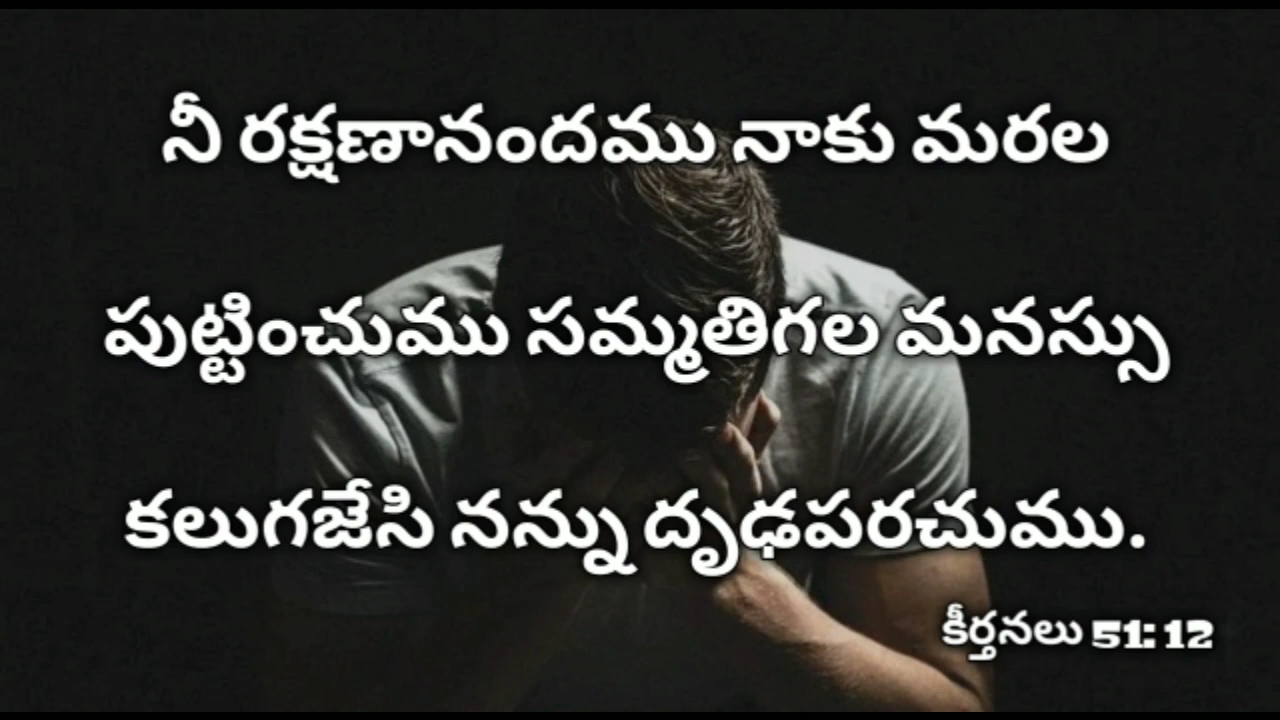 నీ రక్షణానందము నాకు మరల
పుట్టించుము సమ్మతిగల మనస్సు
కలుగజేసి నన్ను దృఢపరచుము.
కీర్తనలు 51: 12